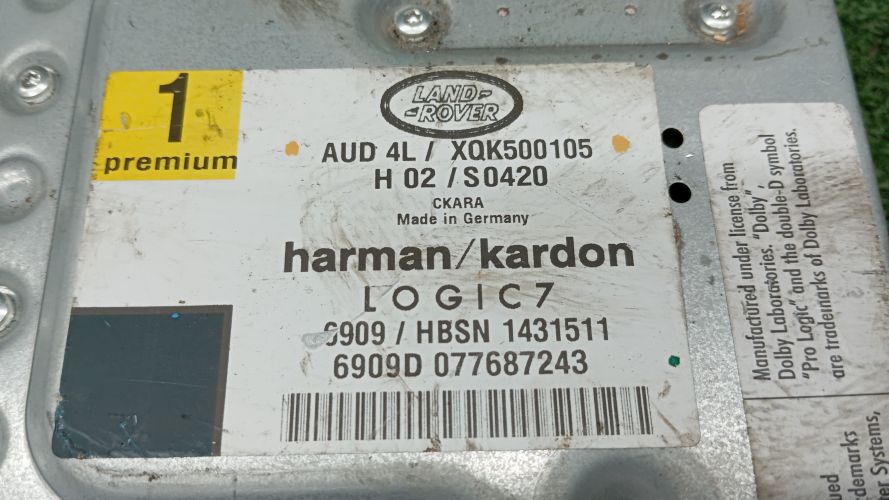 1
premium
LAND-
-ROVER
AUD 4L / XQK500105
H 02 / S0420
CKARA
Made in Germany
harman/kardon
LOGIC7
6909 / HBSN 1431511
6909D 077687243
Manufactured under license from
Dolby Laboratories. "Dolby",
"Pro Logic" and the double-D symbol
are trademarks of Dolby Laboratories.
Systems,